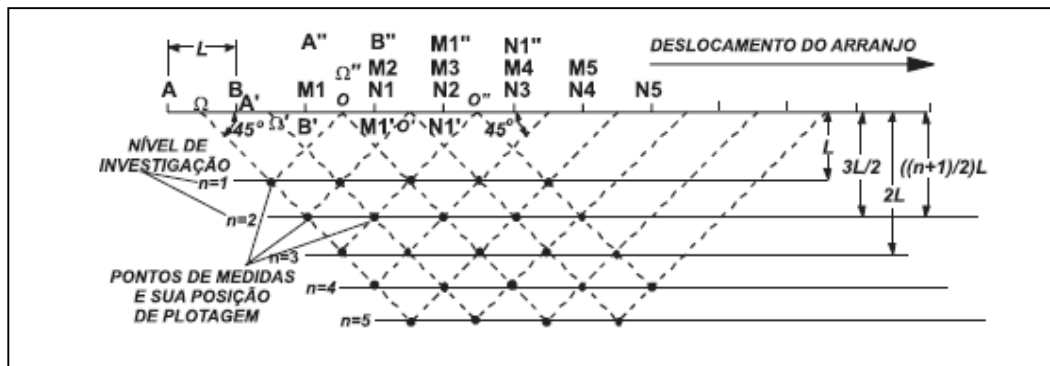 A" B" M1" N1" DESLOCAMENTO DO ARRANJO
L Ω" M2 M3 M4 M5
A Ω B A' M1 O N1 N2 O" N3 N4 N5
45° Ω' B' M1' O' N1' 45°
NÍVEL DE
INVESTIGAÇÃO
n=1
n=2
n=3
n=4
n=5
L
3L/2
((n+1)/2)L
2L
PONTOS DE MEDIDAS
E SUA POSIÇÃO
DE PLOTAGEM